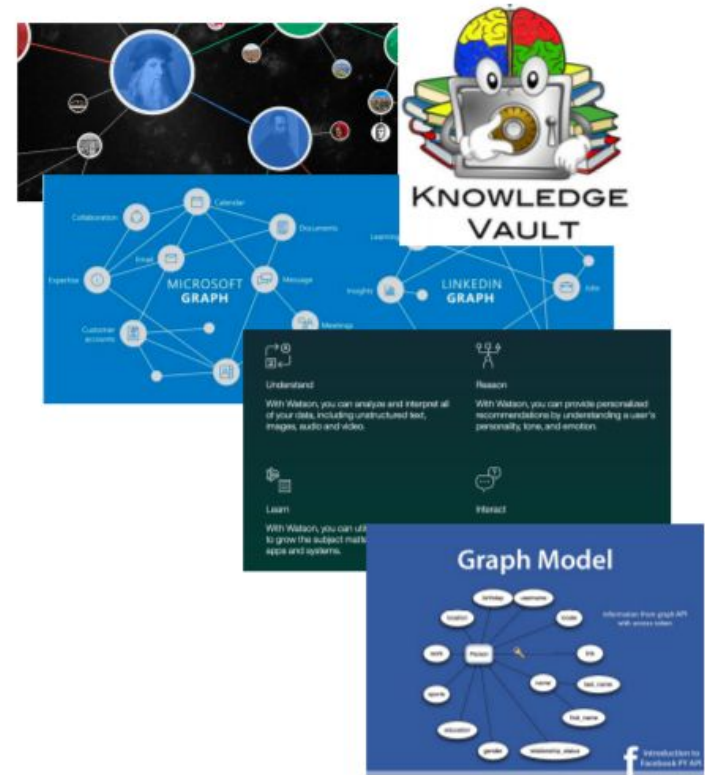 KNOWLEDGE
VAULT
Calendar
Collaboration
Documents
Email
Learning
Expertise
MICROSOFT
GRAPH
Message
Insights
LINKEDIN
GRAPH
Jobs
Customer
accounts
Meetings
Understand
With Watson, you can analyze and interpret all
of your data, including unstructured text,
images, audio and video.
Reason
With Watson, you can provide personalized
recommendations by understanding a user's
personality, tone, and emotion.
Learn
With Watson, you can
to grow the subject
apps and systems.
Interact
Graph Model
birthday
username
location
locale
information from graph API
with access token
work
Person
link
name
last_name
sports
first_name
education
gender
relationship_status
f
Introduction to
Facebook PY API